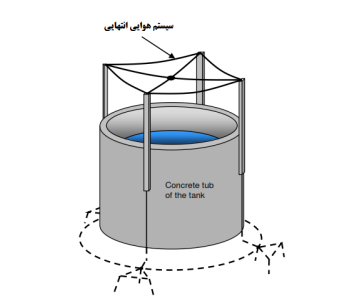 سیستم هوایی انتهایی
Concrete tub
of the tank